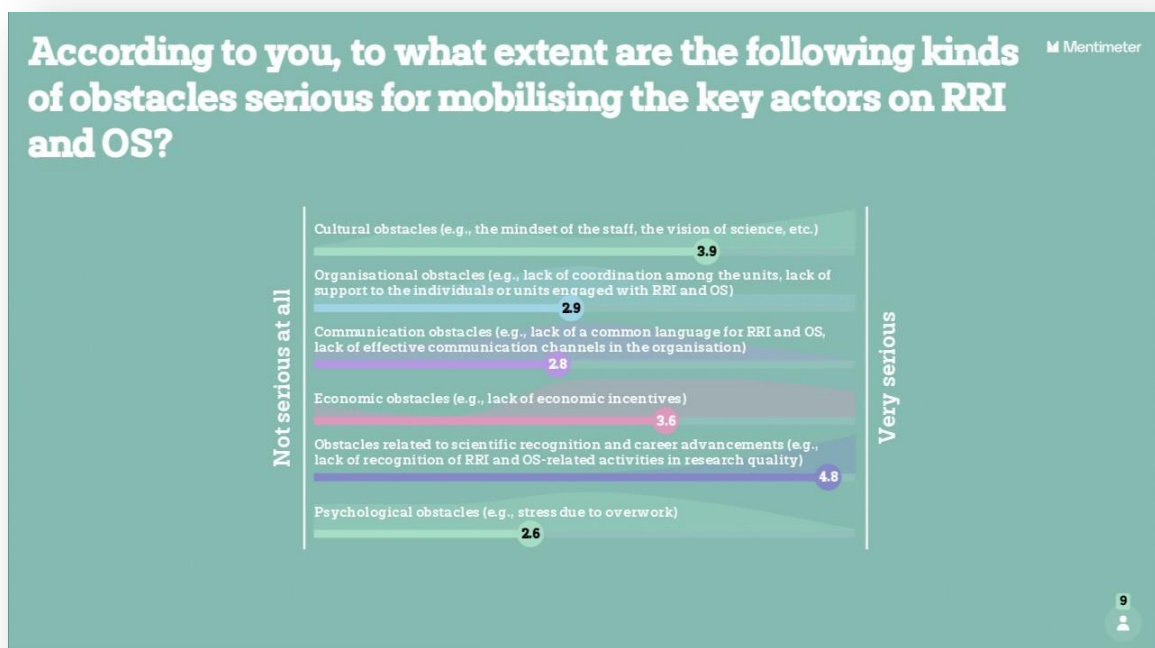 According to you, to what extent are the following kinds
of obstacles serious for mobilising the key actors on RRI
and OS?
Mentimeter
Not serious at all
Cultural obstacles (e.g., the mindset of the staff, the vision of science, etc.)
3.9
Organisational obstacles (e.g., lack of coordination among the units, lack of
support to the individuals or units engaged with RRI and OS)
2.9
Communication obstacles (e.g., lack of a common language for RRI and OS,
lack of effective communication channels in the organisation)
2.8
Economic obstacles (e.g., lack of economic incentives)
3.6
Obstacles related to scientific recognition and career advancements (e.g.,
lack of recognition of RRI and OS-related activities in research quality)
4.8
Psychological obstacles (e.g., stress due to overwork)
2.6
Very serious
9